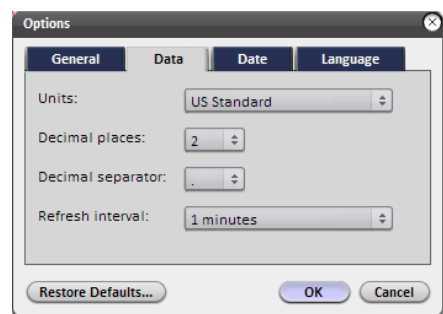 Options
General Data Date Language
Units: US Standard
Decimal places: 2
Decimal separator: .
Refresh interval: 1 minutes
Restore Defaults... OK Cancel